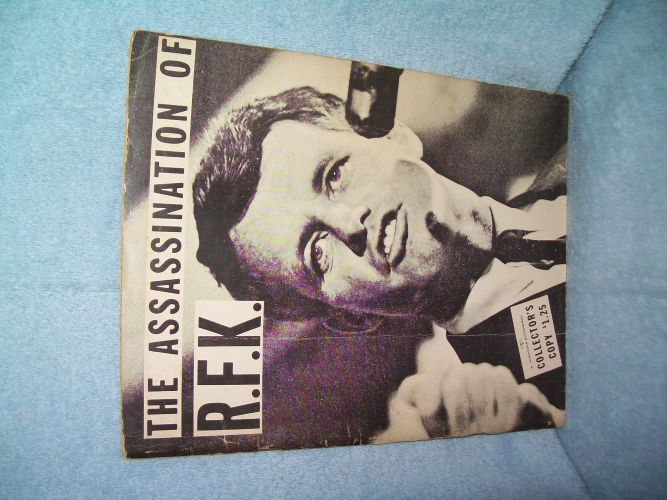 THE ASSASSINATION OF
R.F.K.
COLLECTOR'S
COPY $1.25